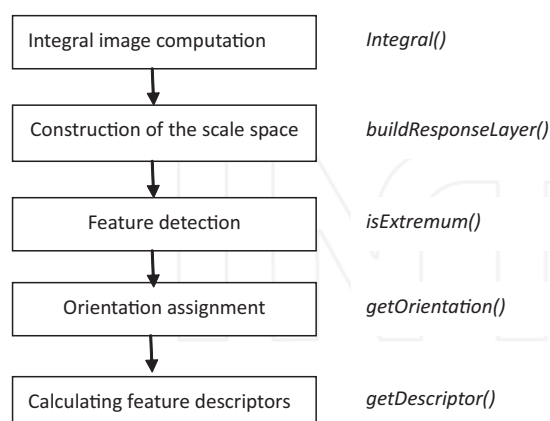 Integral image computation Integral()
Construction of the scale space buildResponseLayer()
Feature detection isExtremum()
Orientation assignment getOrientation()
Calculating feature descriptors getDescriptor()